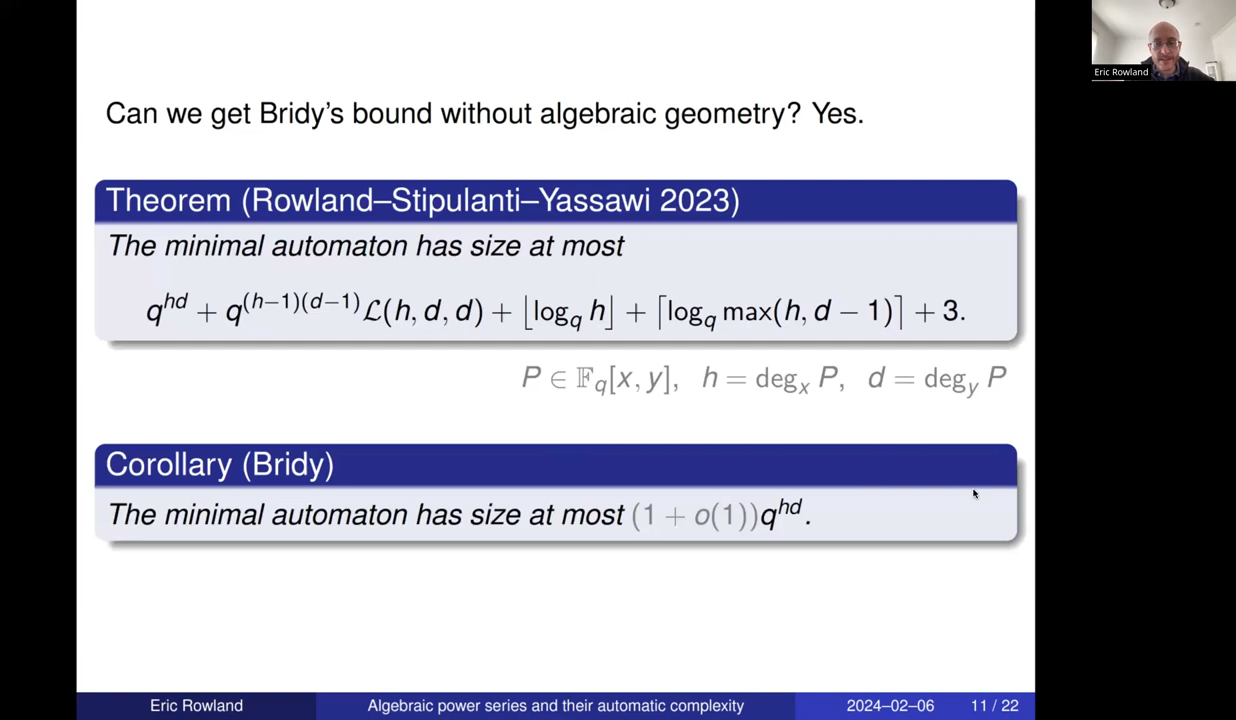 Eric Rowland
Can we get Bridy's bound without algebraic geometry? Yes.
Theorem (Rowland–Stipulanti–Yassawi 2023)
The minimal automaton has size at most
q^{hd} + q^{(h−1)(d−1)} ℒ(h, d, d) + ⌊log_q h⌋ + ⌈log_q max(h, d − 1)⌉ + 3.
P ∈ 𝔽_q[x, y], h = deg_x P, d = deg_y P
Corollary (Bridy)
The minimal automaton has size at most (1 + o(1))q^{hd}.
Eric Rowland Algebraic power series and their automatic complexity 2024–02–06 11 / 22